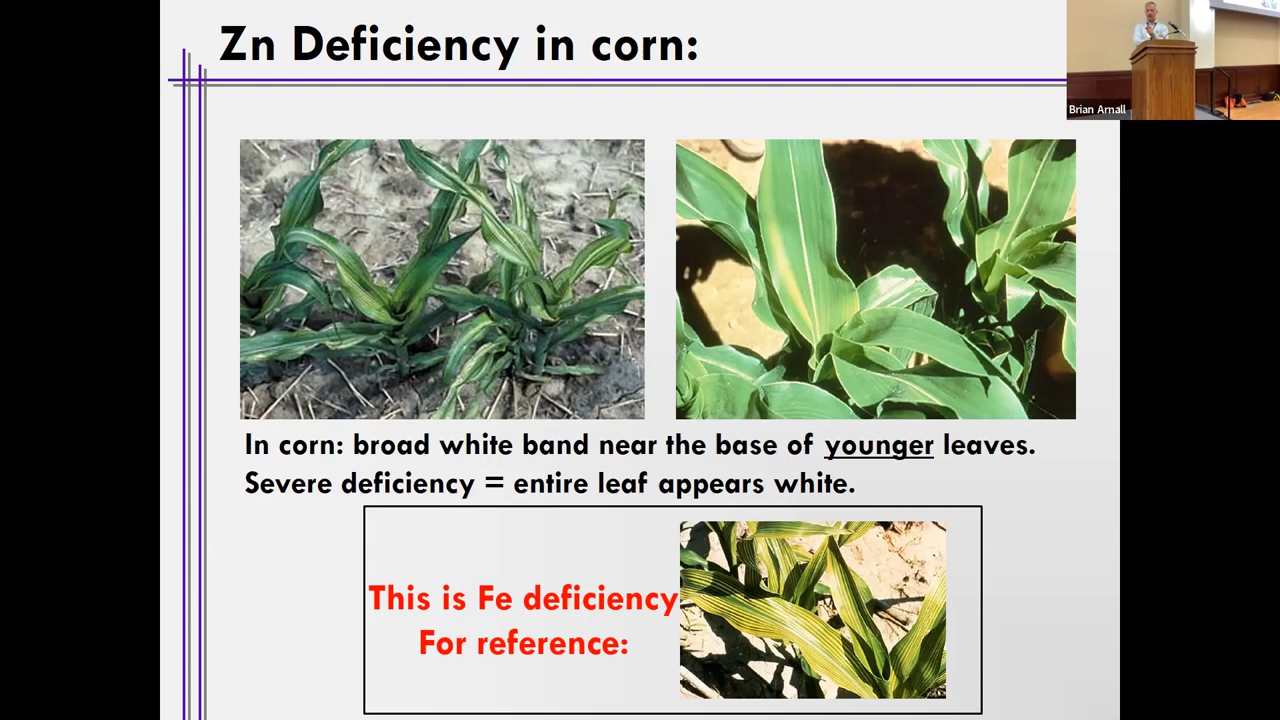 Zn Deficiency in corn:
Brian Arnall
In corn: broad white band near the base of younger leaves.
Severe deficiency = entire leaf appears white.
This is Fe deficiency
For reference: